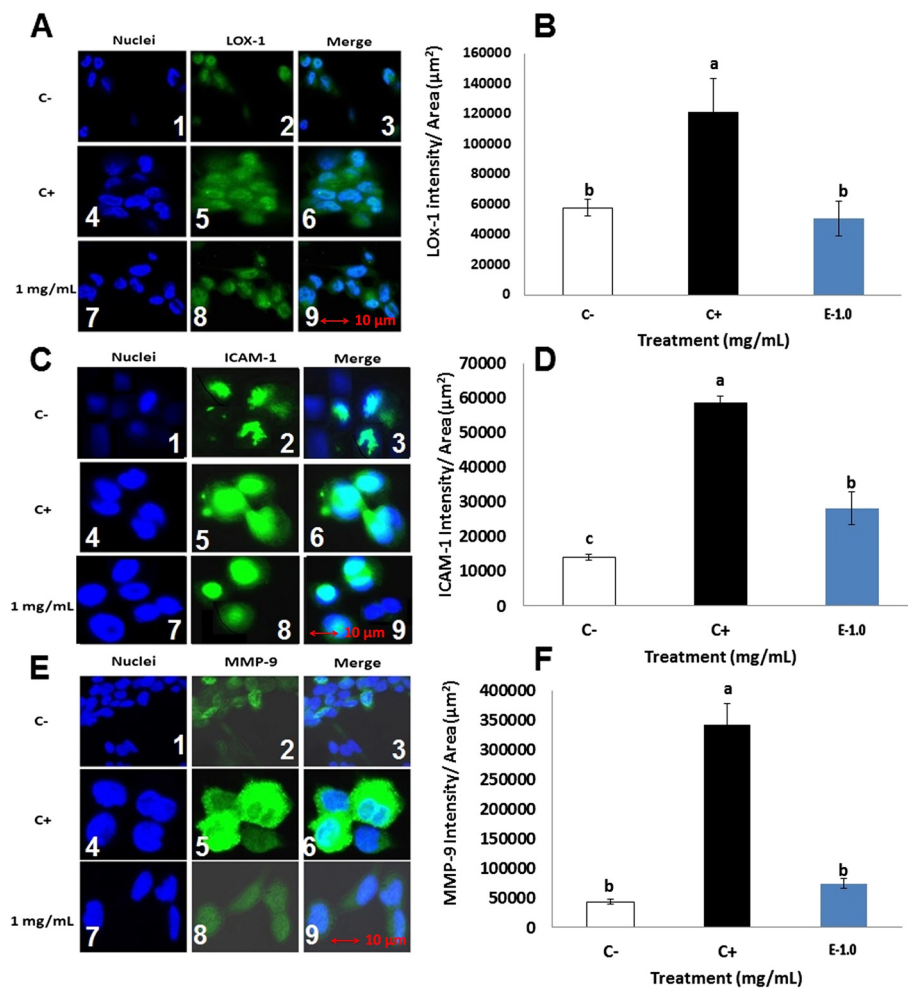 A
Nuclei LOX-1 Merge
C-
1 2 3
C+
4 5 6
1 mg/mL
7 8 9
10 µm
B
LOx-1 Intensity/ Area (µm²)
160000
140000
120000
100000
80000
60000
40000
20000
0
b
a
b
C- C+ E-1.0
Treatment (mg/mL)
C
Nuclei ICAM-1 Merge
C-
1 2 3
C+
4 5 6
1 mg/mL
7 8 9
10 µm
D
ICAM-1 Intensity/ Area (µm²)
70000
60000
50000
40000
30000
20000
10000
0
c
a
b
C- C+ E-1.0
Treatment (mg/mL)
E
Nuclei MMP-9 Merge
C-
1 2 3
C+
4 5 6
1 mg/mL
7 8 9
10 µm
F
MMP-9 Intensity/ Area (µm²)
400000
350000
300000
250000
200000
150000
100000
50000
0
b
a
b
C- C+ E-1.0
Treatment (mg/mL)